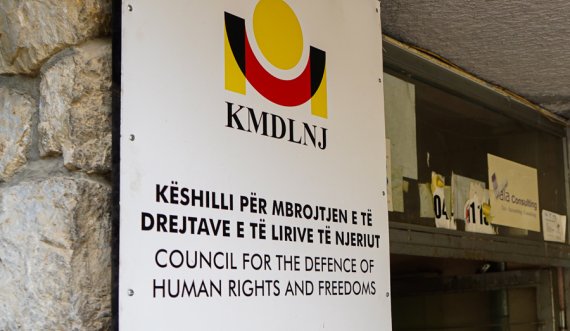 KMDLNJ
KËSHILLI PËR MBROJTJEN E TË
DREJTAVE E TË LIRIVE TË NJERIUT
COUNCIL FOR THE DEFENCE OF
HUMAN RIGHTS AND FREEDOMS
Consulting
04